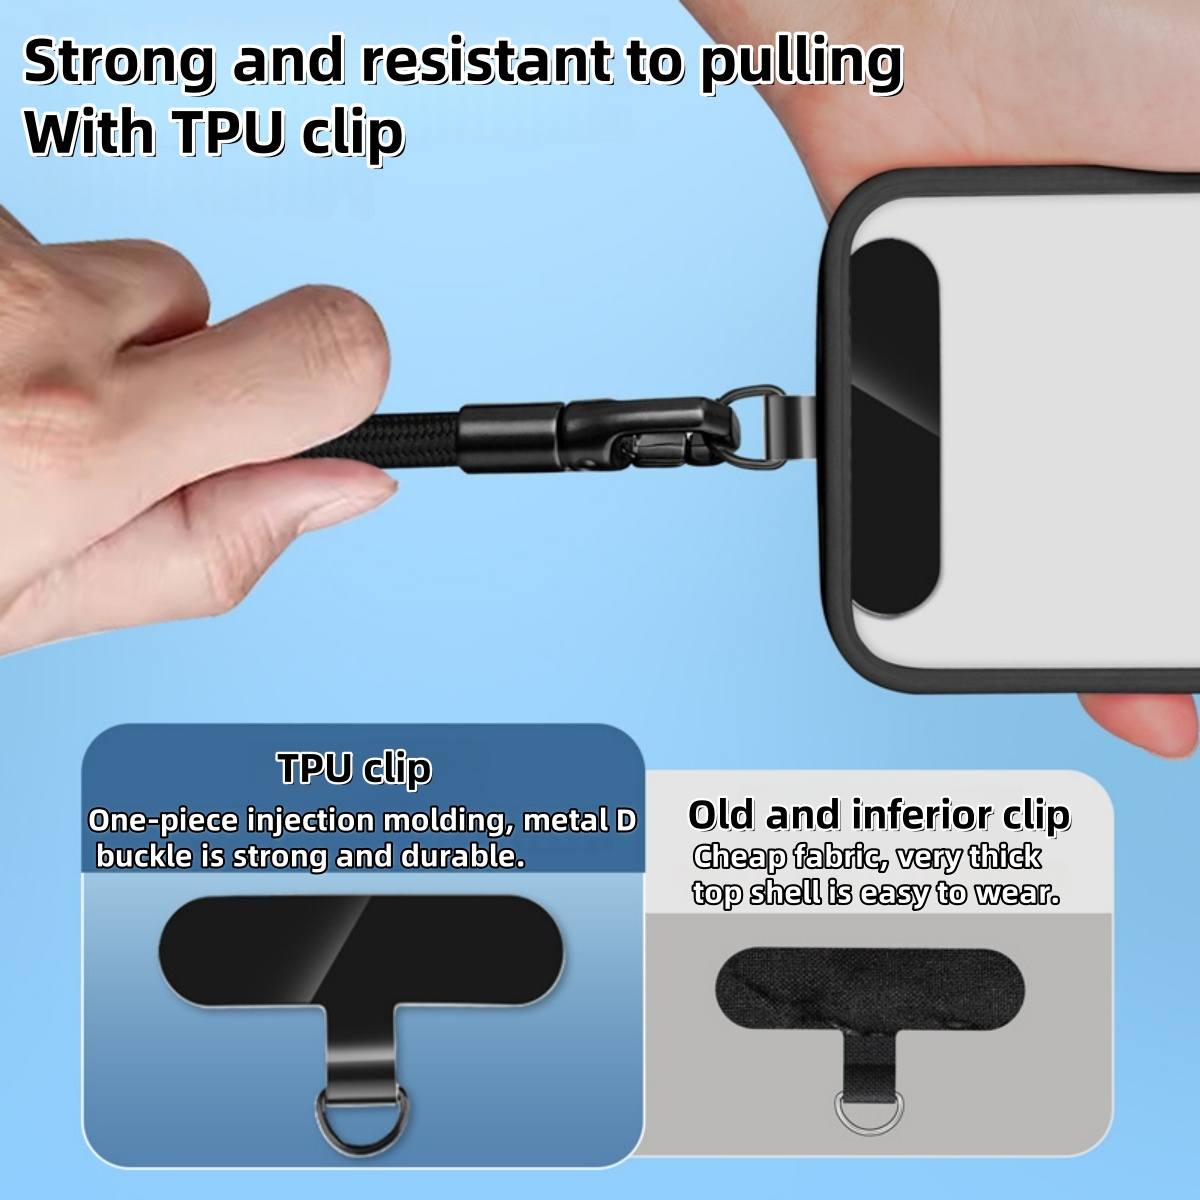 Strong and resistant to pulling
With TPU clip
TPU clip
One-piece injection molding, metal D
buckle is strong and durable.
Old and inferior clip
Cheap fabric, very thick
top shell is easy to wear.